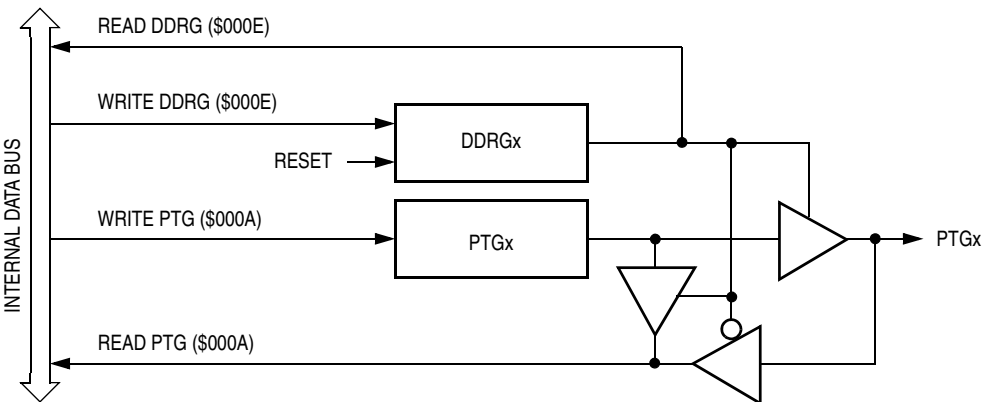 READ DDRG ($000E)
WRITE DDRG ($000E)
DDRGx
RESET
INTERNAL DATA BUS
WRITE PTG ($000A)
PTGx
PTGx
READ PTG ($000A)